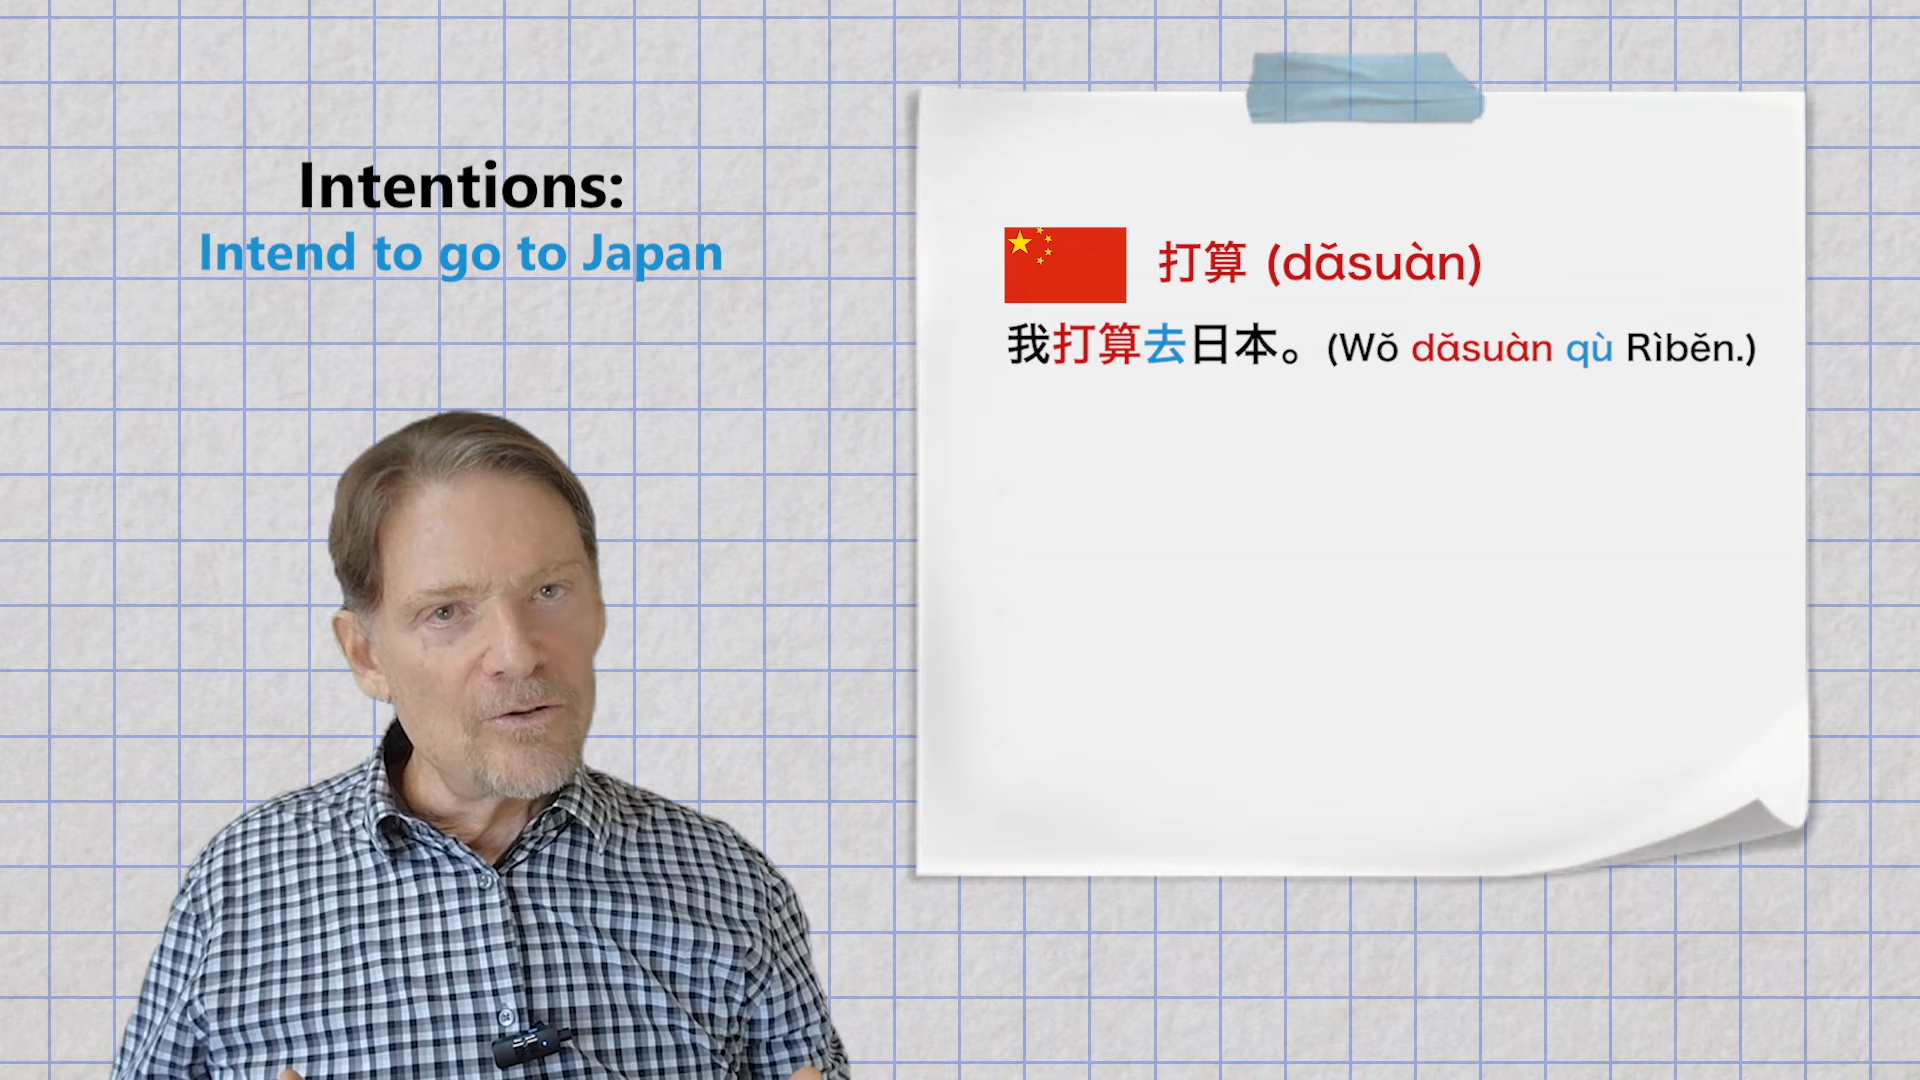 Intentions:
Intend to go to Japan
打算 (dǎsuàn)
我打算去日本。(Wǒ dǎsuàn qù Rìběn.)